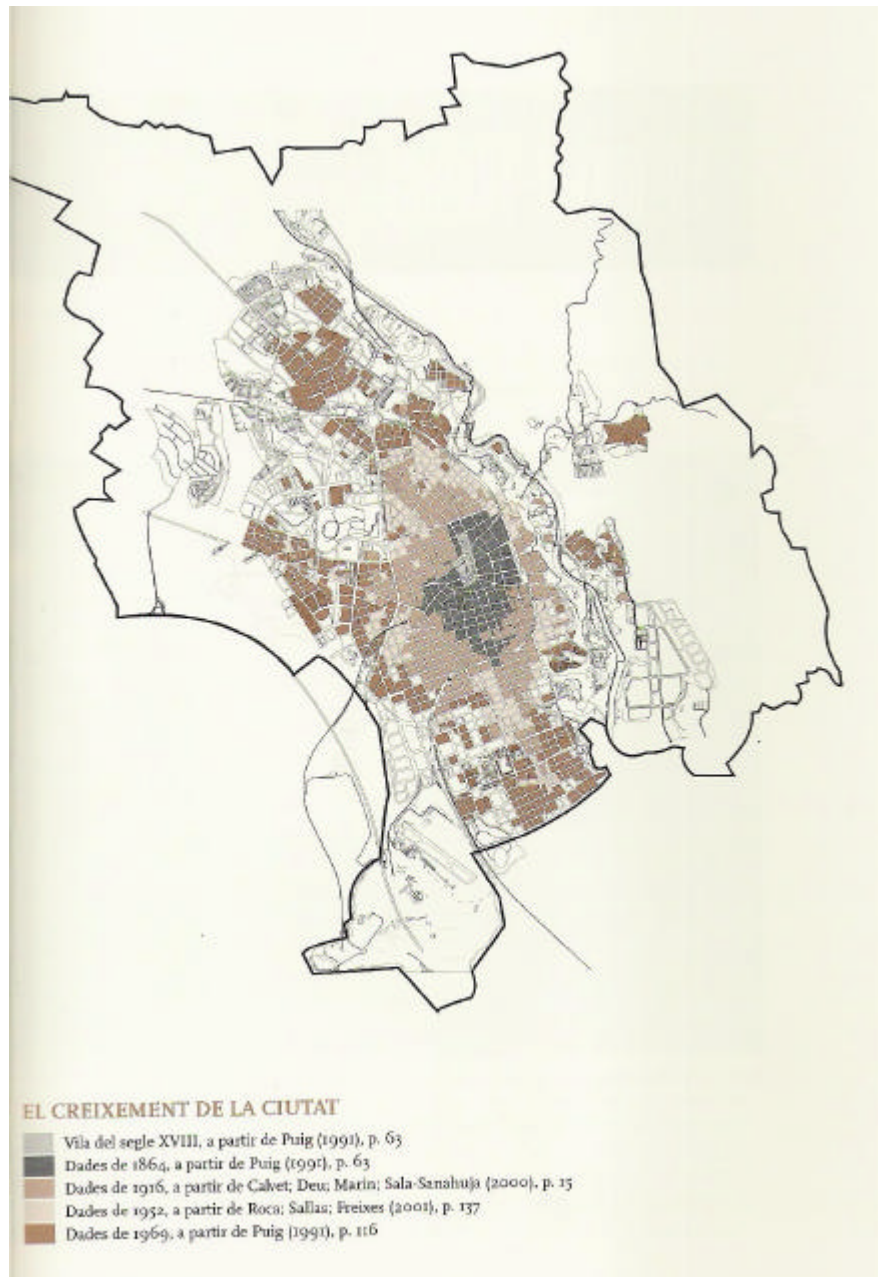 EL CREIXEMENT DE LA CIUTAT
Vila del segle XVIII, a partir de Puig (1991), p. 63
Dades de 1864, a partir de Puig (1991), p. 63
Dades de 1916, a partir de Calvet; Deu; Marin; Sala-Sanahuja (2000), p. 15
Dades de 1952, a partir de Roca; Sallas; Freixes (2001), p. 137
Dades de 1969, a partir de Puig (1991), p. 116